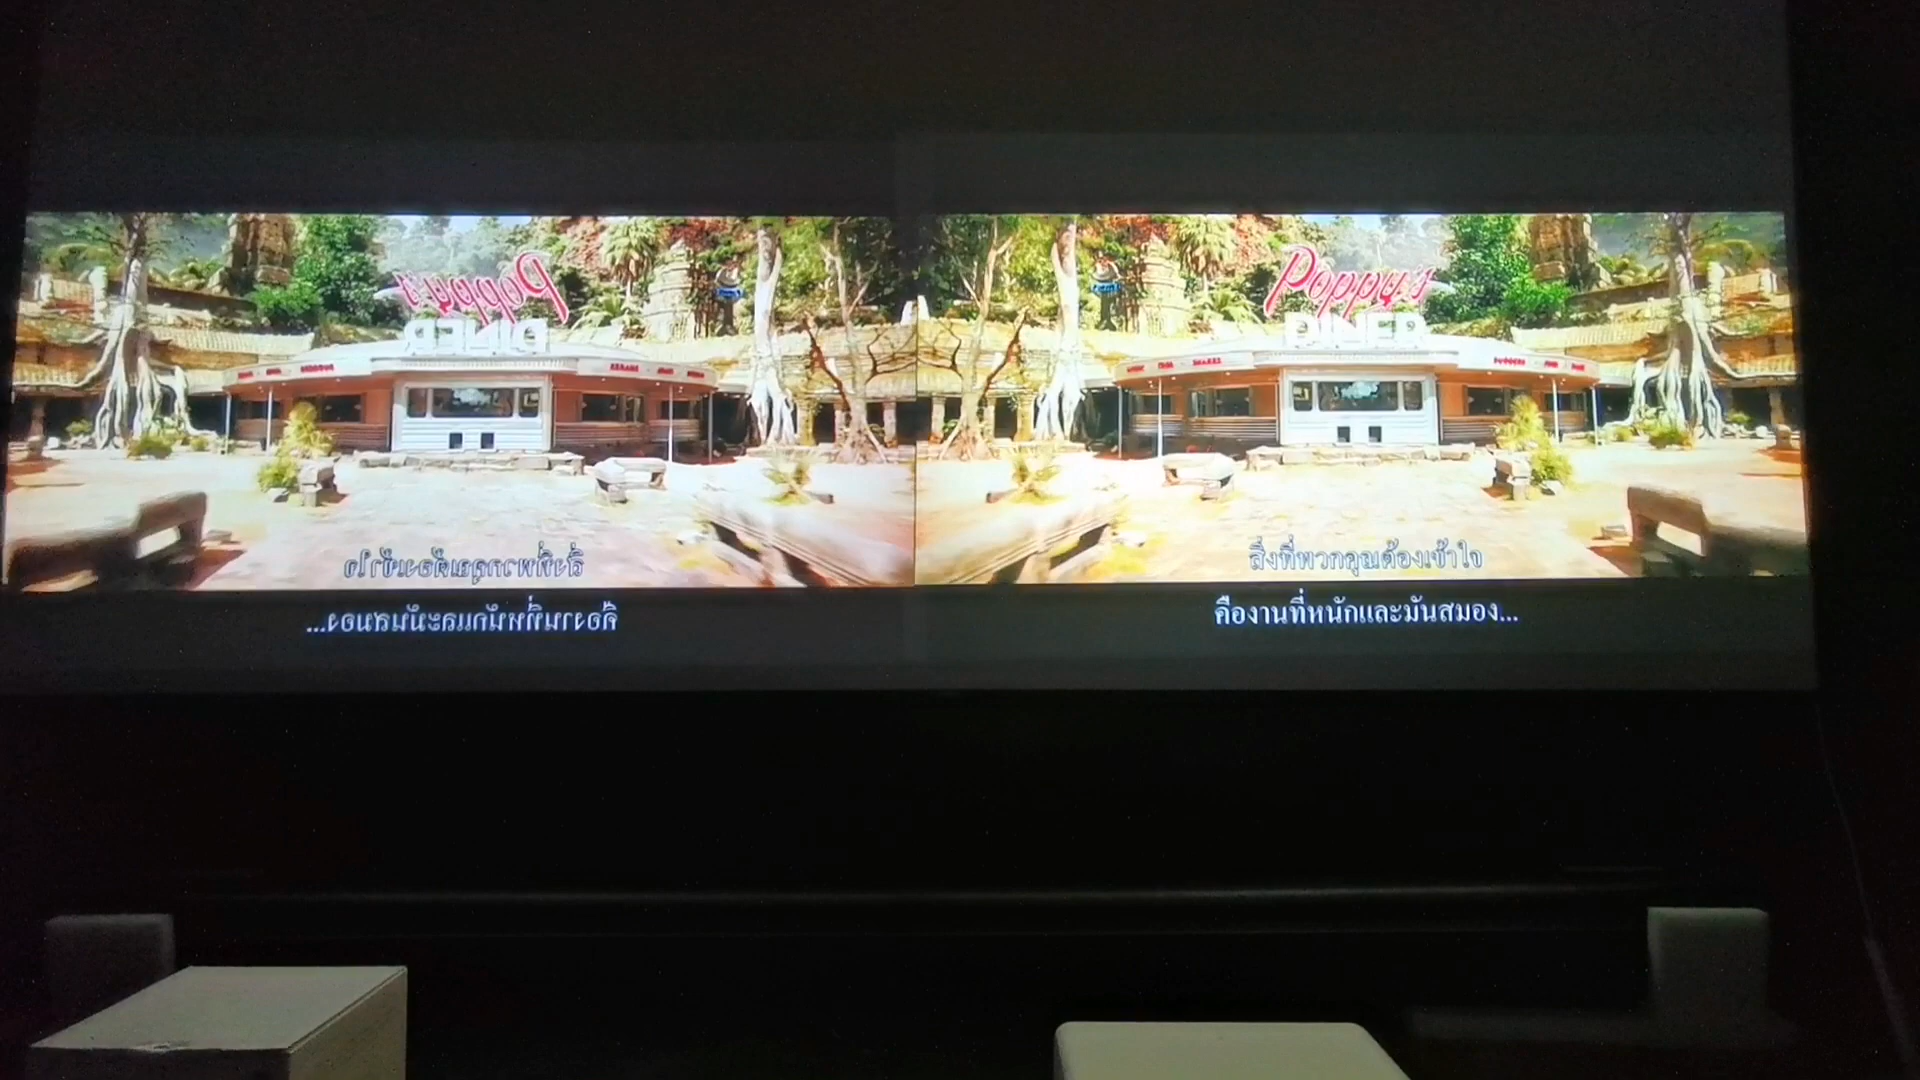 Poppy's
DINER
สิ่งที่พวกคุณต้องเข้าใจ
คืองานที่หนักและมันสมอง...